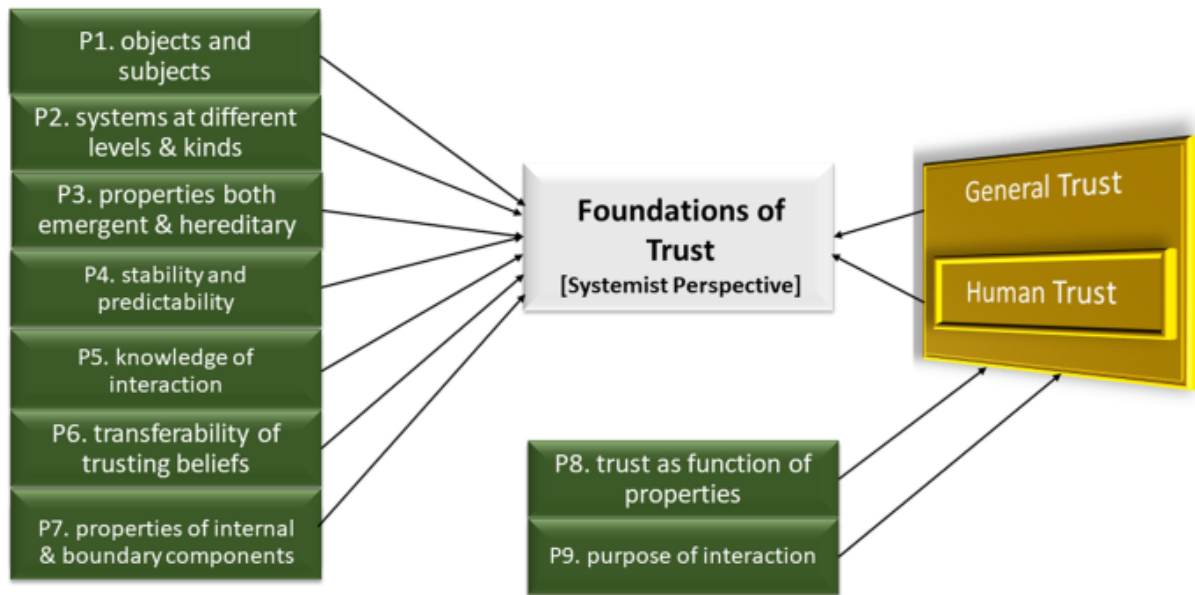 P1. objects and
subjects
P2. systems at different
levels & kinds
P3. properties both
emergent & hereditary
P4. stability and
predictability
P5. knowledge of
interaction
P6. transferability of
trusting beliefs
P7. properties of internal
& boundary components
Foundations of
Trust
[Systemist Perspective]
General Trust
Human Trust
P8. trust as function of
properties
P9. purpose of interaction